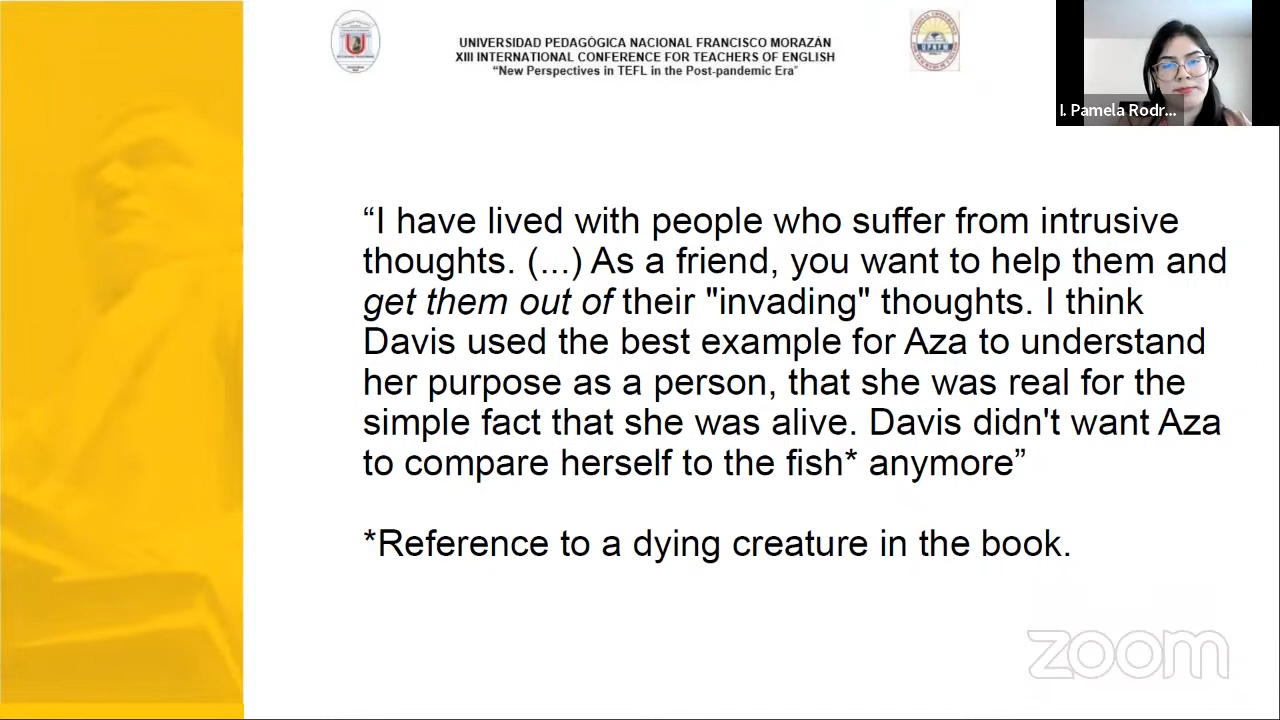 UNIVERSIDAD PEDAGÓGICA NACIONAL FRANCISCO MORAZÁN
XIII INTERNATIONAL CONFERENCE FOR TEACHERS OF ENGLISH
“New Perspectives in TEFL in the Post-pandemic Era”
I. Pamela Rodr...
“I have lived with people who suffer from intrusive
thoughts. (...) As a friend, you want to help them and
get them out of their "invading" thoughts. I think
Davis used the best example for Aza to understand
her purpose as a person, that she was real for the
simple fact that she was alive. Davis didn't want Aza
to compare herself to the fish* anymore”
*Reference to a dying creature in the book.
zoom